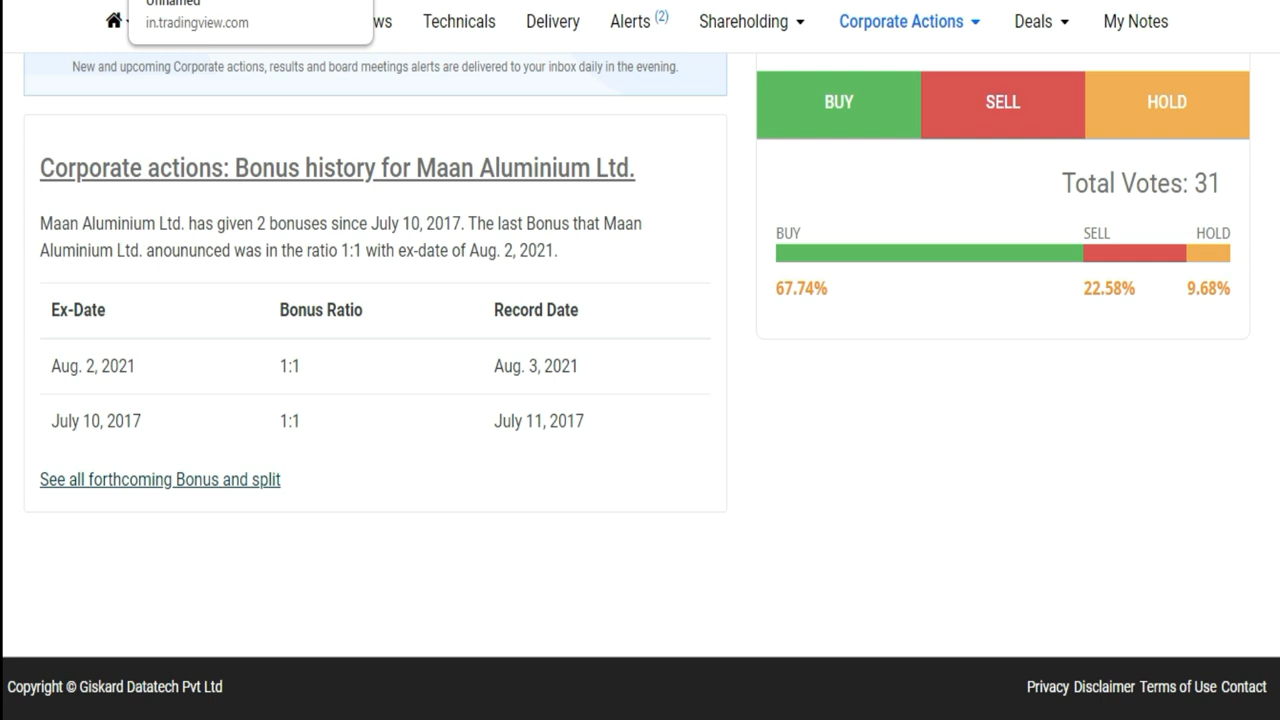 Unnamed
in.tradingview.com
ws Technicals Delivery Alerts (2) Shareholding Corporate Actions Deals My Notes
New and upcoming Corporate actions, results and board meetings alerts are delivered to your inbox daily in the evening.
Corporate actions: Bonus history for Maan Aluminium Ltd.
Maan Aluminium Ltd. has given 2 bonuses since July 10, 2017. The last Bonus that Maan
Aluminium Ltd. anoununced was in the ratio 1:1 with ex-date of Aug. 2, 2021.
Ex-Date Bonus Ratio Record Date
Aug. 2, 2021 1:1 Aug. 3, 2021
July 10, 2017 1:1 July 11, 2017
See all forthcoming Bonus and split
BUY SELL HOLD
Total Votes: 31
BUY SELL HOLD
67.74% 22.58% 9.68%
Copyright © Giskard Datatech Pvt Ltd
Privacy Disclaimer Terms of Use Contact